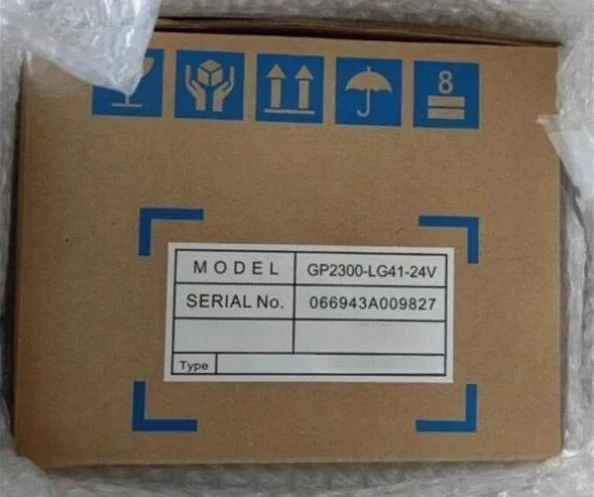 8
MODEL GP2300-LG41-24V
SERIAL No. 066943A009827
Type